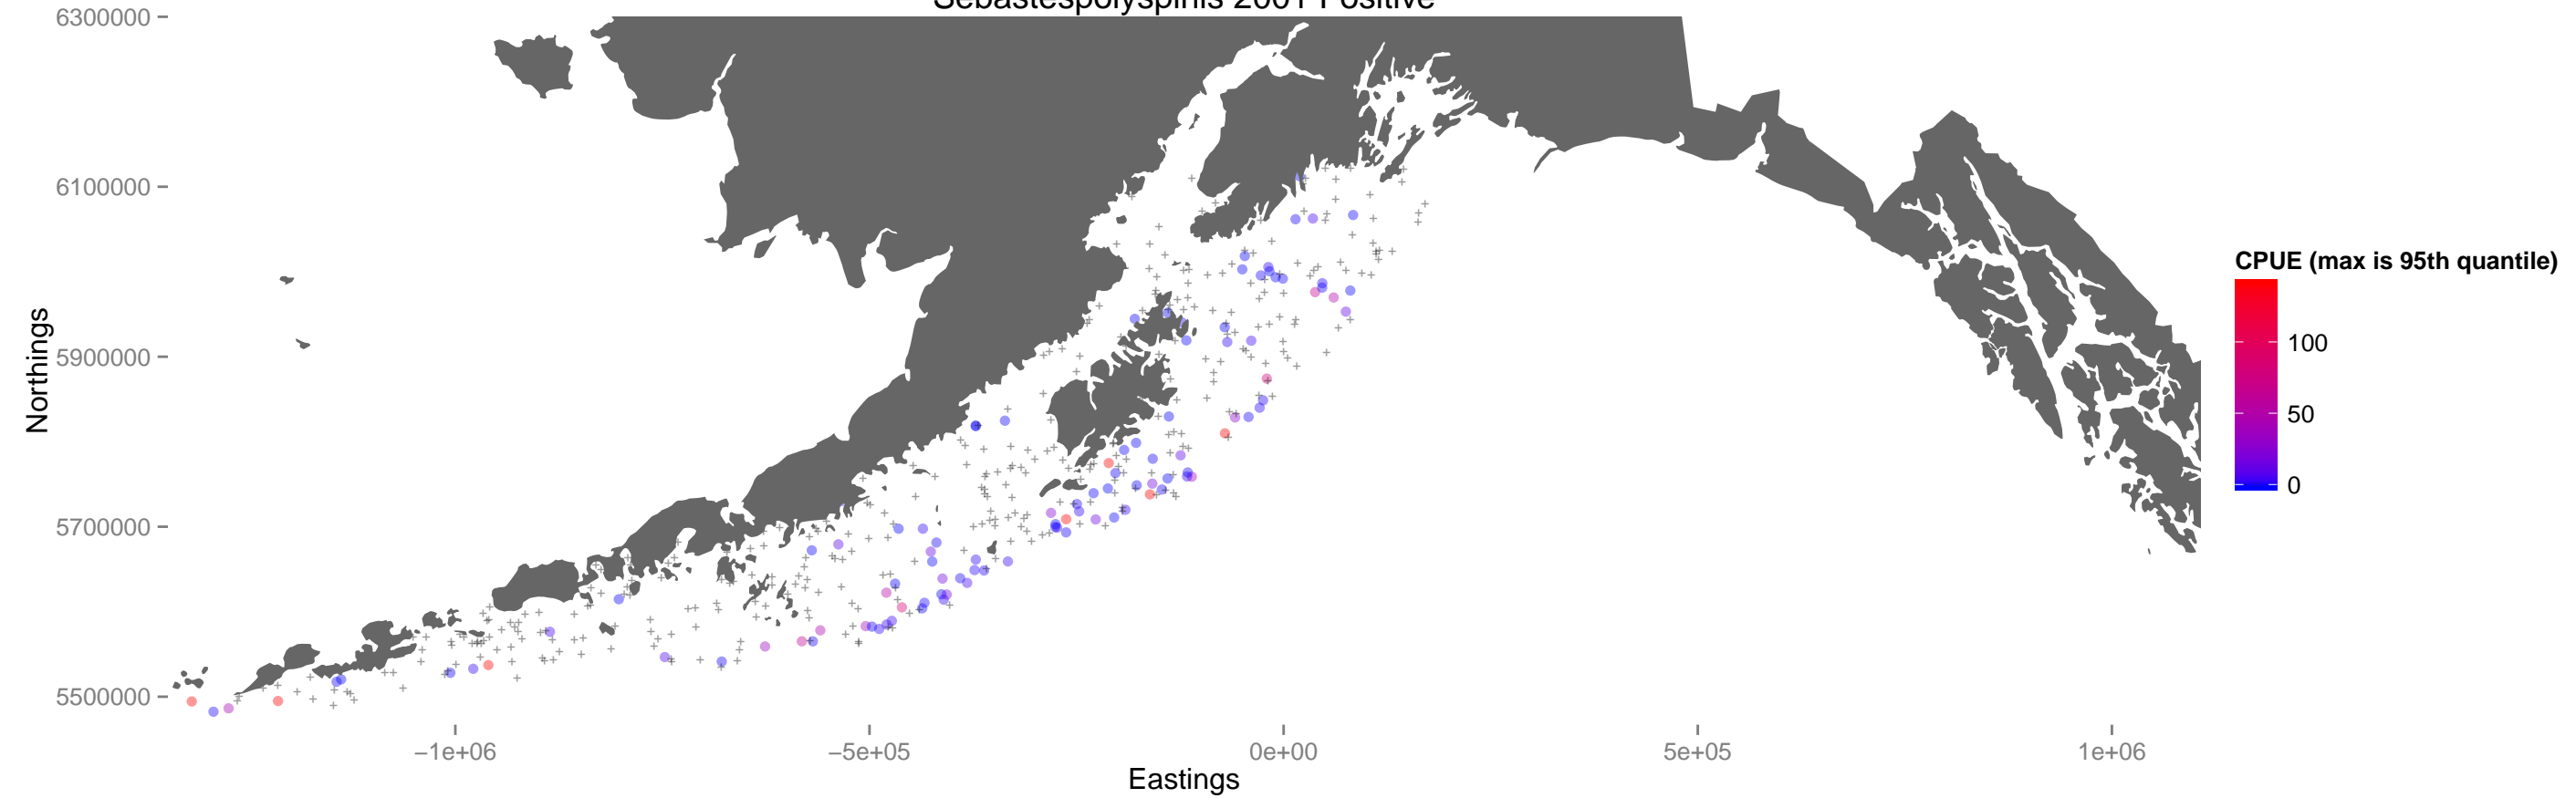 Sebastespolyspinis 2001 Positive
6300000
6100000
5900000
5700000
5500000
Northings
−1e+06
−5e+05
0e+00
5e+05
1e+06
Eastings
CPUE (max is 95th quantile)
100
50
0